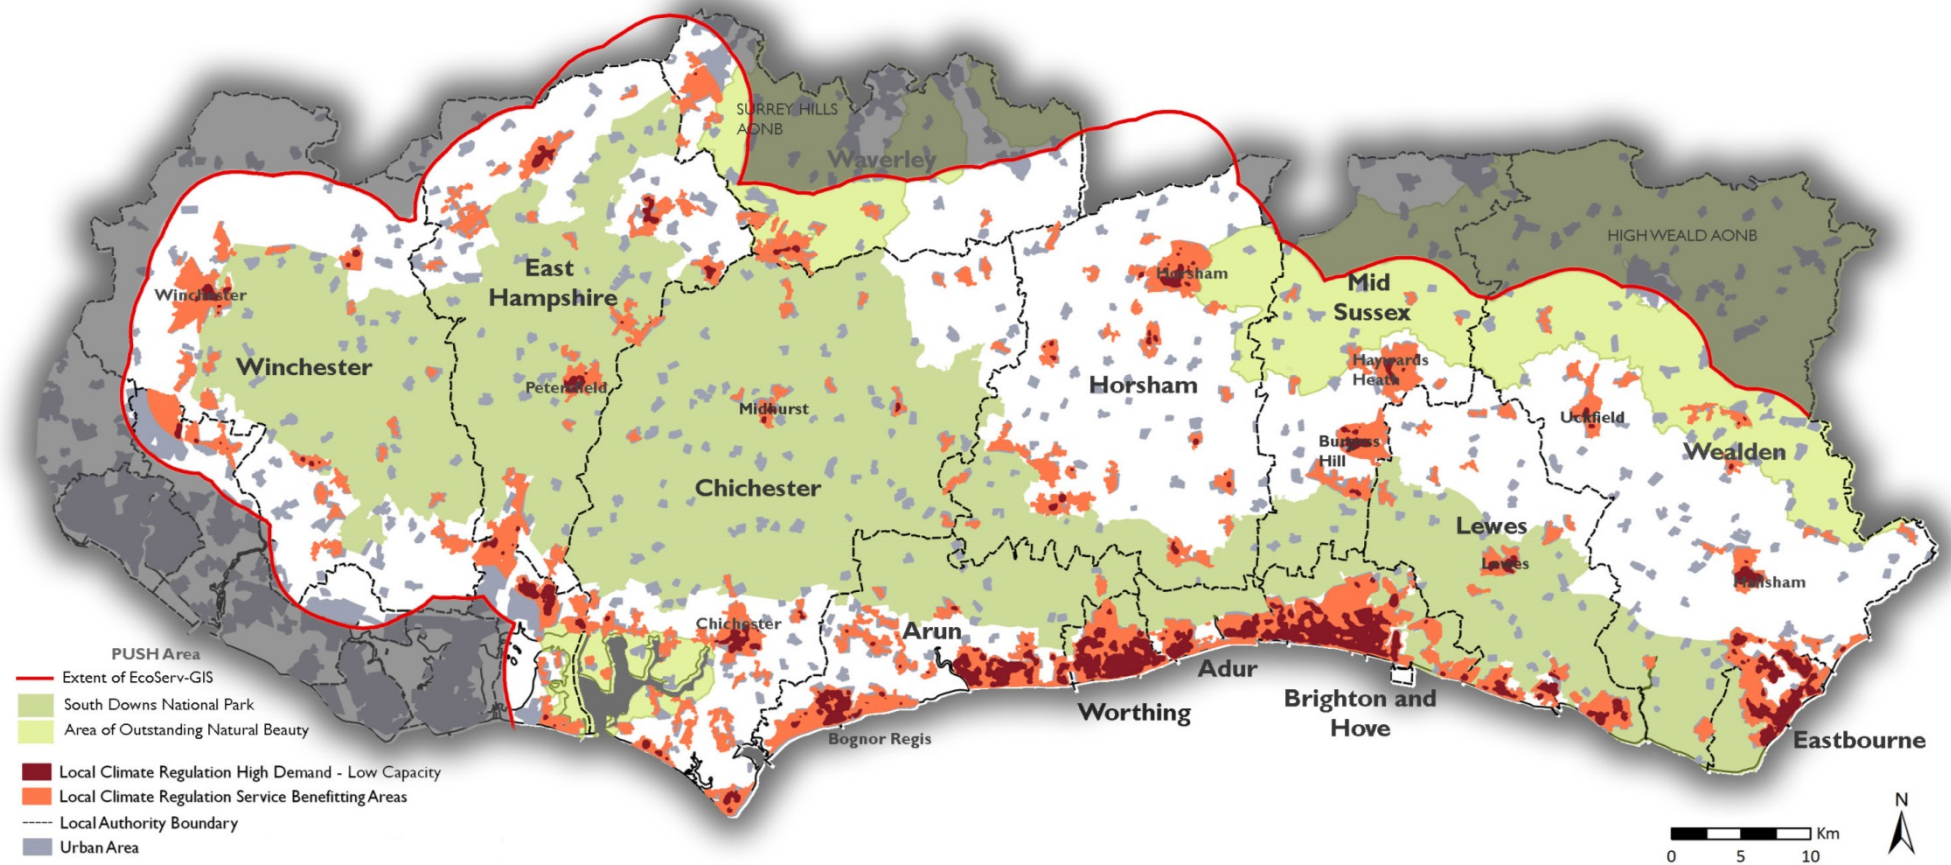 SURREY HILLS
AONB
Waverley
HIGH WEALD AONB
Winchester
East
Hampshire
Horsham
Mid
Sussex
Winchester
Petersfield
Midhurst
Horsham
Haywards
Heath
Uckfield
Burgess
Hill
Wealden
Chichester
Lewes
Lewes
Hailsham
Chichester
Arun
Adur
Worthing
Brighton and
Hove
Bognor Regis
Eastbourne
PUSH Area
Extent of EcoServ-GIS
South Downs National Park
Area of Outstanding Natural Beauty
Local Climate Regulation High Demand - Low Capacity
Local Climate Regulation Service Benefitting Areas
Local Authority Boundary
Urban Area
N
Km
0 5 10